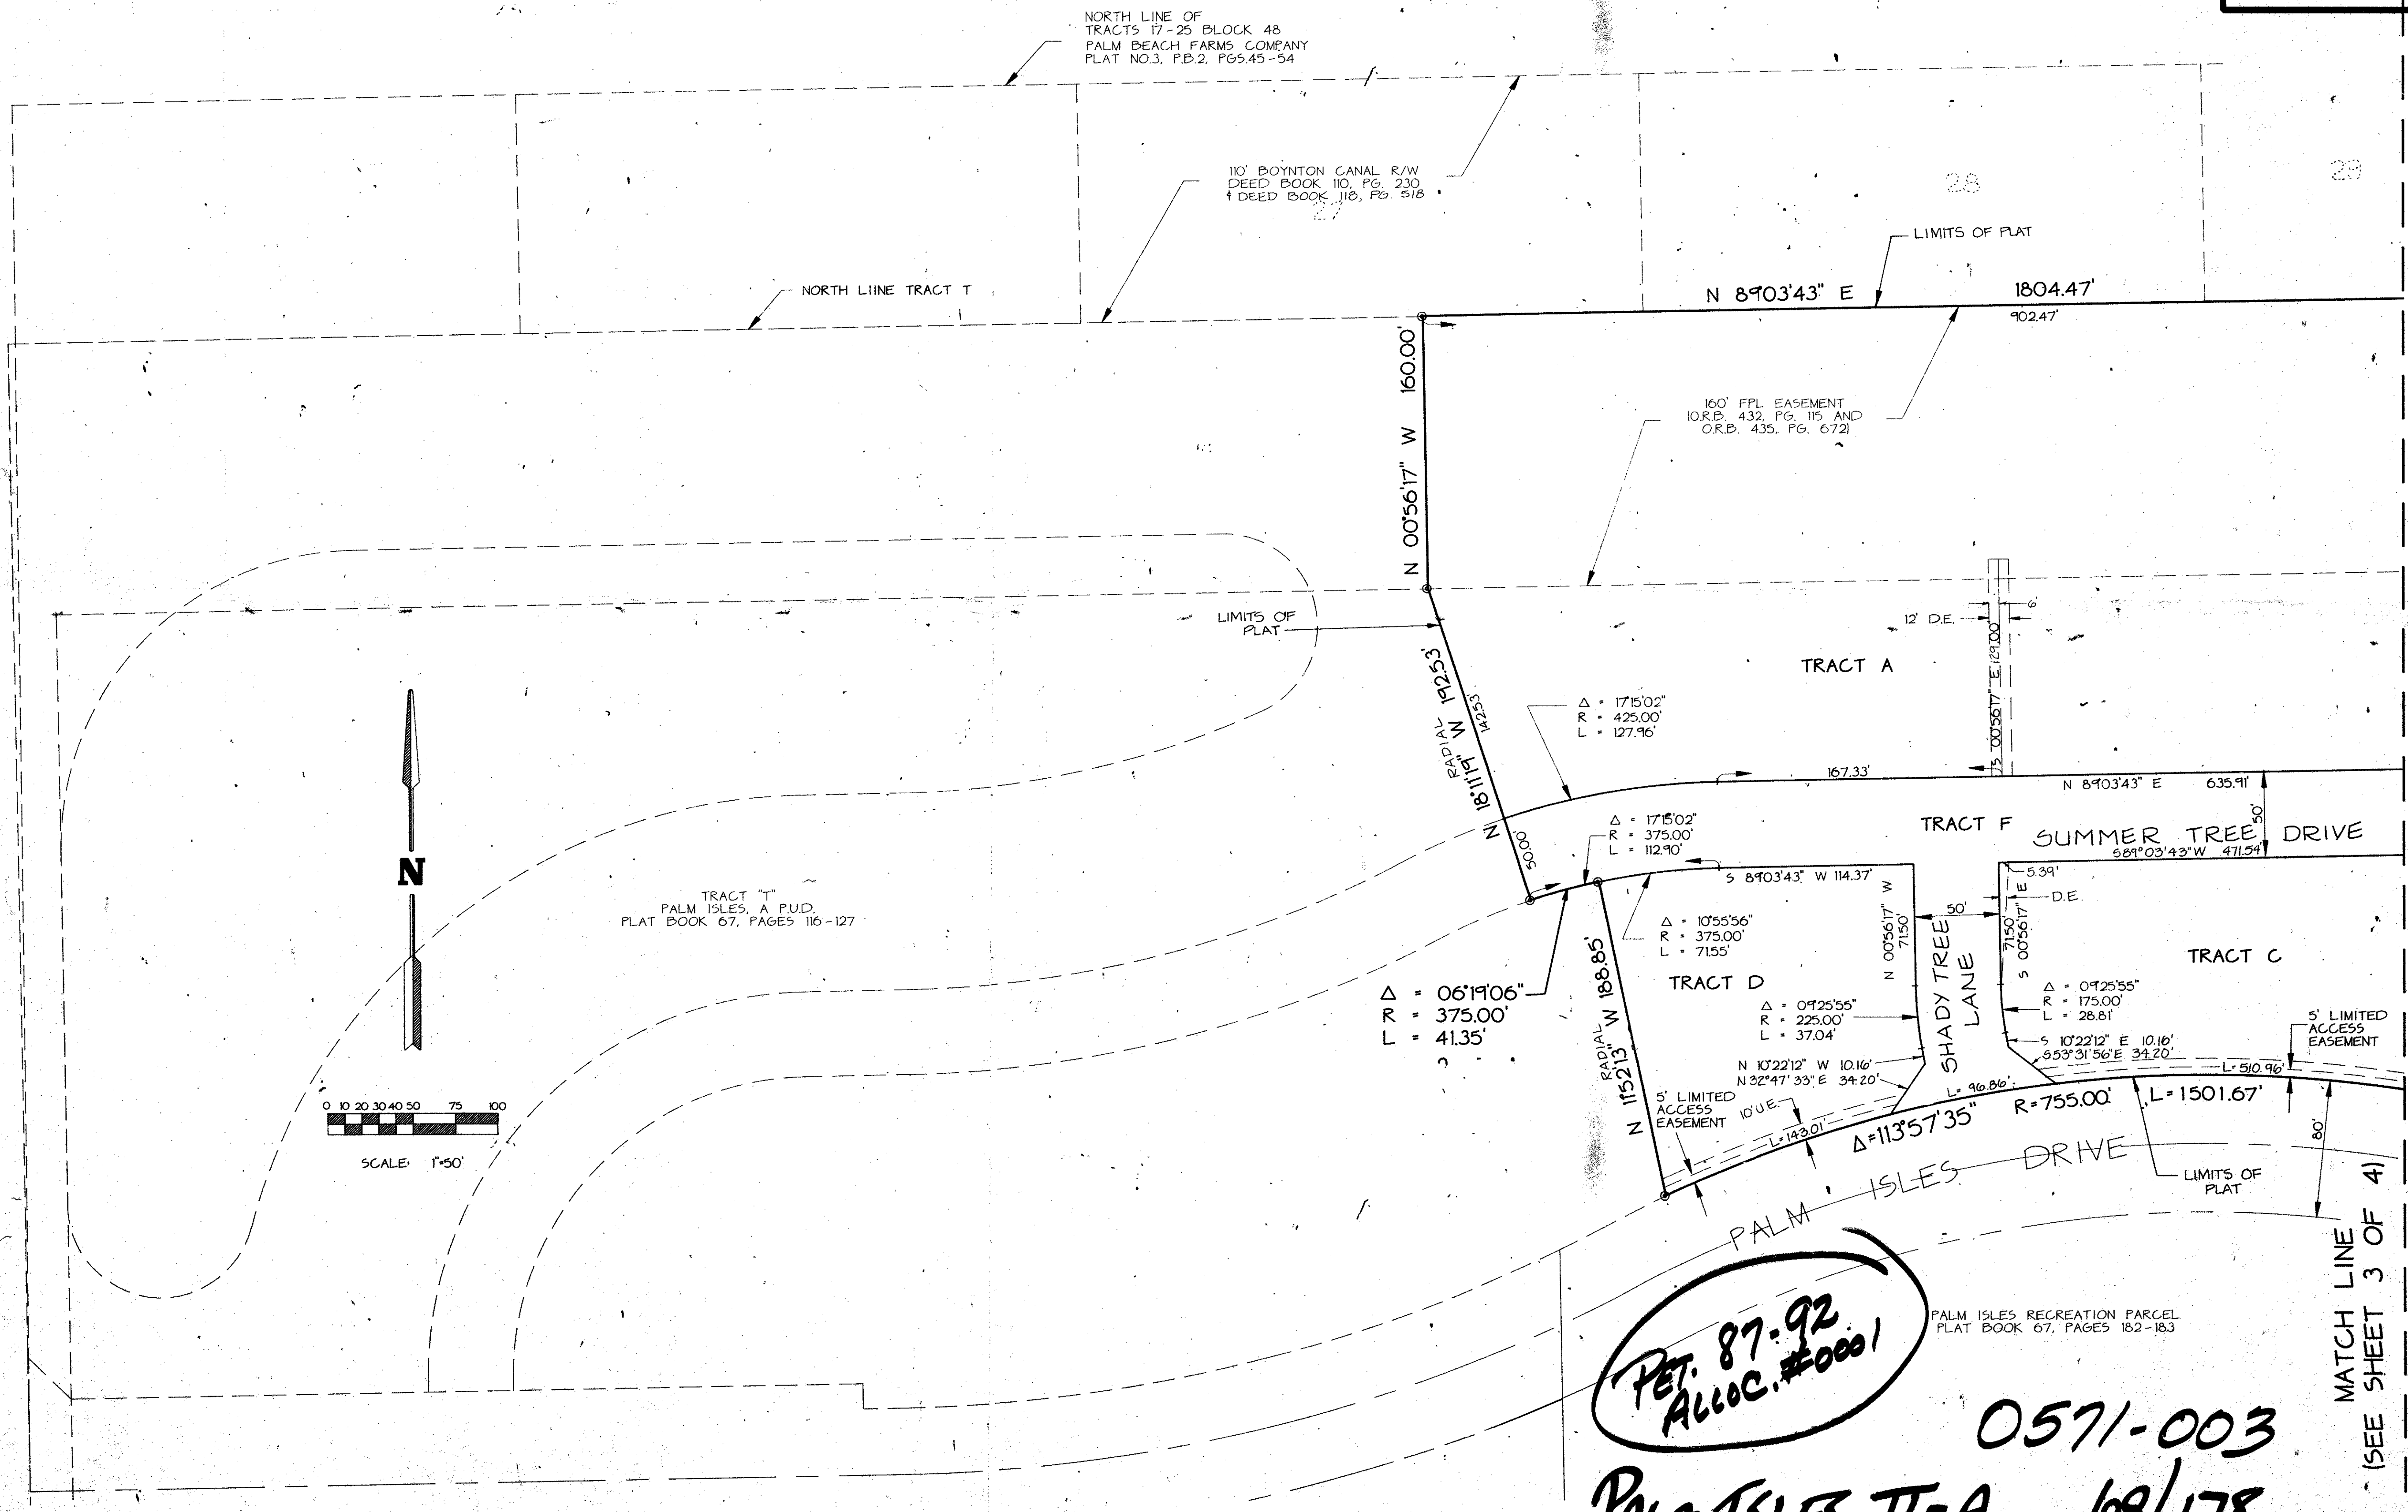 NORTH LINE OF
TRACTS 17-25 BLOCK 48
PALM BEACH FARMS COMPANY
PLAT NO.3, P.B.2, PGS.45-54
110' BOYNTON CANAL R/W
DEED BOOK 110, PG. 230
& DEED BOOK 118, PG. 518
27
28
29
LIMITS OF PLAT
NORTH LIINE TRACT T
N 89°03'43" E 1804.47'
902.47'
N 00°56'17" W 160.00'
160' FPL EASEMENT
(O.R.B. 432, PG. 115 AND
O.R.B. 435, PG. 672)
LIMITS OF
PLAT
12' D.E.
6'
S 00°56'17" E 129.00'
TRACT A
RADIAL
N 18°11'19" W 192.53'
142.53'
50.00'
Δ = 17°15'02"
R = 425.00'
L = 127.96'
167.33'
N 89°03'43" E 635.91'
Δ = 17°15'02"
R = 375.00'
L = 112.90'
TRACT F
SUMMER TREE DRIVE
50'
S89°03'43"W 471.54'
S 89°03'43" W 114.37'
5.39'
D.E.
N
TRACT "T"
PALM ISLES, A P.U.D.
PLAT BOOK 67, PAGES 116-127
Δ = 10°55'56"
R = 375.00'
L = 71.55'
N 00°56'17" W
71.50'
50'
SHADY TREE
LANE
71.50'
S 00°56'17" E
TRACT C
TRACT D
Δ = 06°19'06"
R = 375.00'
L = 41.35'
RADIAL
N 11°52'13" W 188.85'
Δ = 09°25'55"
R = 225.00'
L = 37.04'
Δ = 09°25'55"
R = 175.00'
L = 28.81'
N 10°22'12" W 10.16'
N 32°47'33" E 34.20'
S 10°22'12" E 10.16'
S53°31'56"E 34.20'
5' LIMITED
ACCESS
EASEMENT
5' LIMITED
ACCESS
EASEMENT
10' U.E.
L=143.01'
L=96.86'
L=510.96'
Δ=113°57'35" R=755.00' L=1501.67'
0 10 20 30 40 50 75 100
SCALE: 1"=50'
PALM ISLES DRIVE
80'
LIMITS OF
PLAT
MATCH LINE
(SEE SHEET 3 OF 4)
PALM ISLES RECREATION PARCEL
PLAT BOOK 67, PAGES 182-183
PET. 87-92
ALLOC. #0001
0571-003
PALM ISLES II-A 68/178